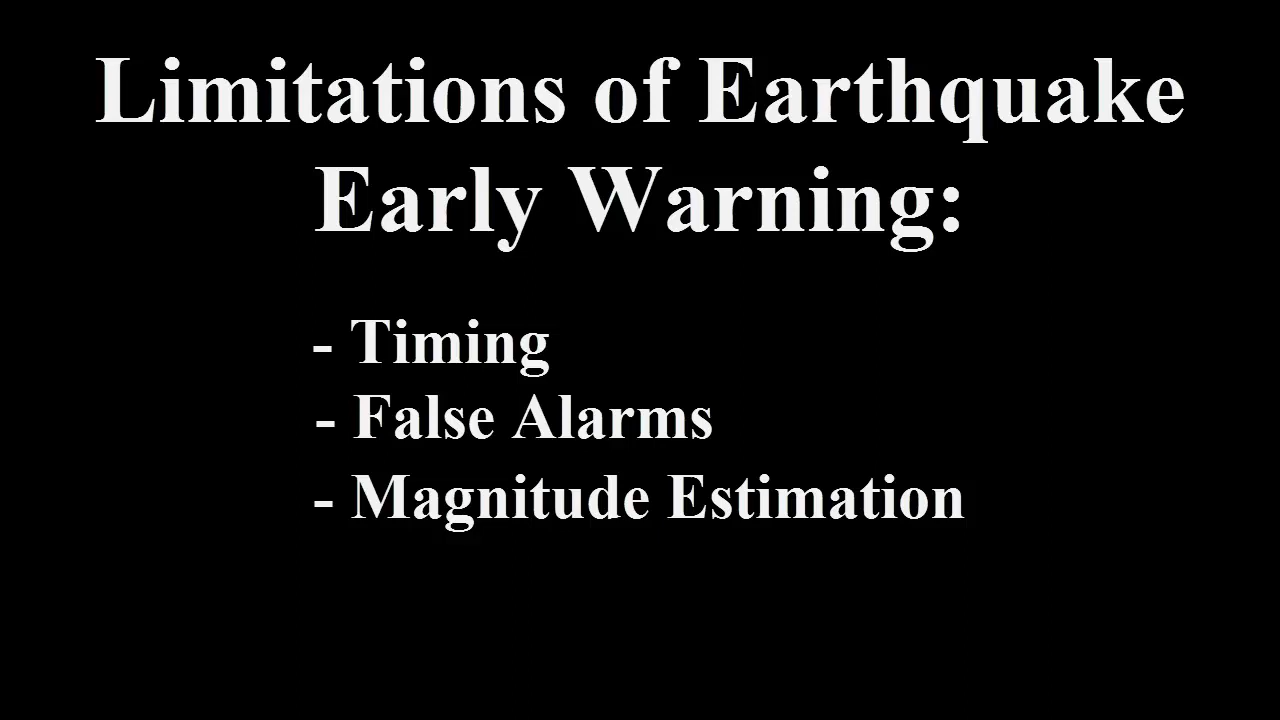 Limitations of Earthquake
Early Warning:
- Timing
- False Alarms
- Magnitude Estimation